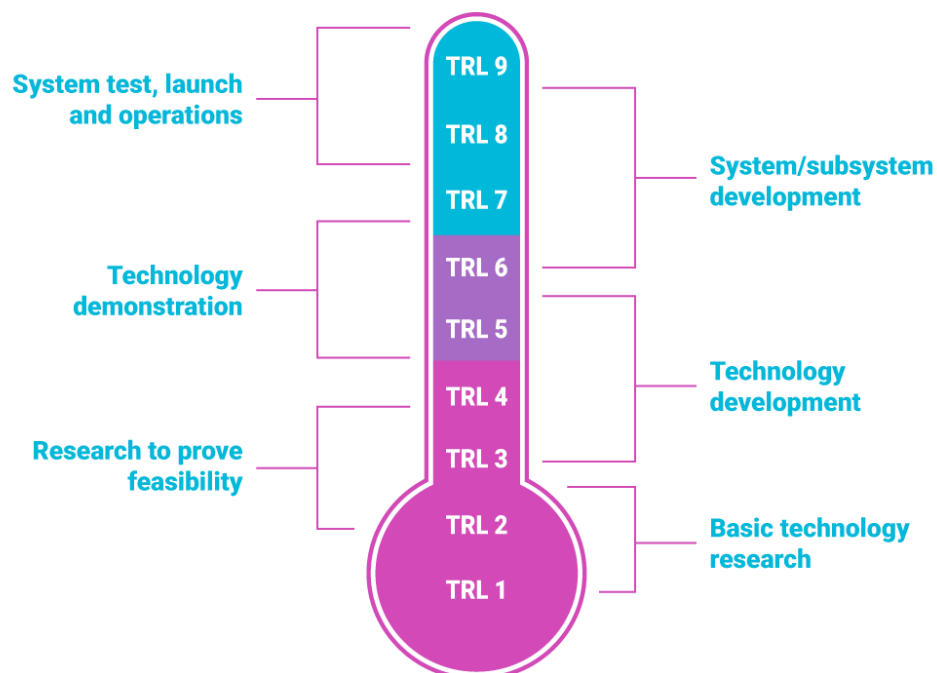 System test, launch
and operations
Technology
demonstration
Research to prove
feasibility
TRL 9
TRL 8
TRL 7
TRL 6
TRL 5
TRL 4
TRL 3
TRL 2
TRL 1
System/subsystem
development
Technology
development
Basic technology
research